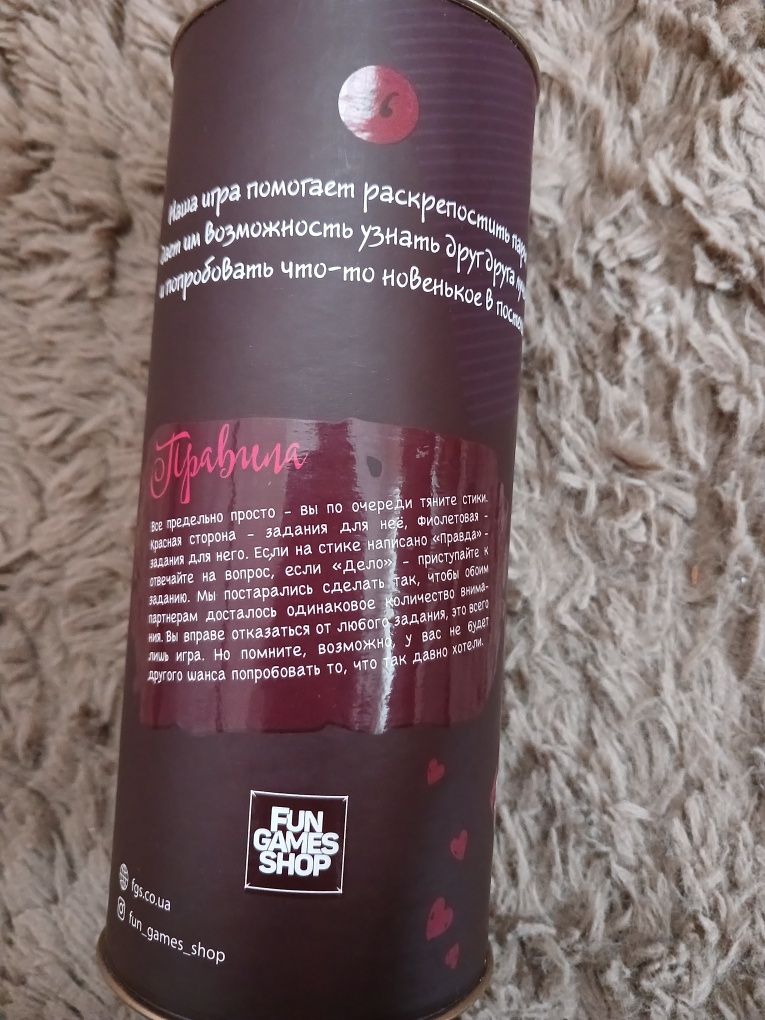 Наша игра помогает раскрепостить
им возможность узнать друг друга
и попробовать что-то новенькое в
Правила
Все предельно просто - вы по очереди тяните стики.
Красная сторона - задания для неё, Фиолетовая -
задания для него. Если на стике написано «Правда» -
отвечайте на вопрос, если «Дело» - приступайте к
заданию. Мы постарались сделать так, чтобы обоим
партнерам досталось одинаковое количество внима-
ния. Вы вправе отказаться от любого задания, это всего
лишь игра. Но помните, возможно, у вас не будет
другого шанса попробовать то, что так давно хотели.
FUN
GAMES
SHOP
fgs.co.ua
fun_games_shop